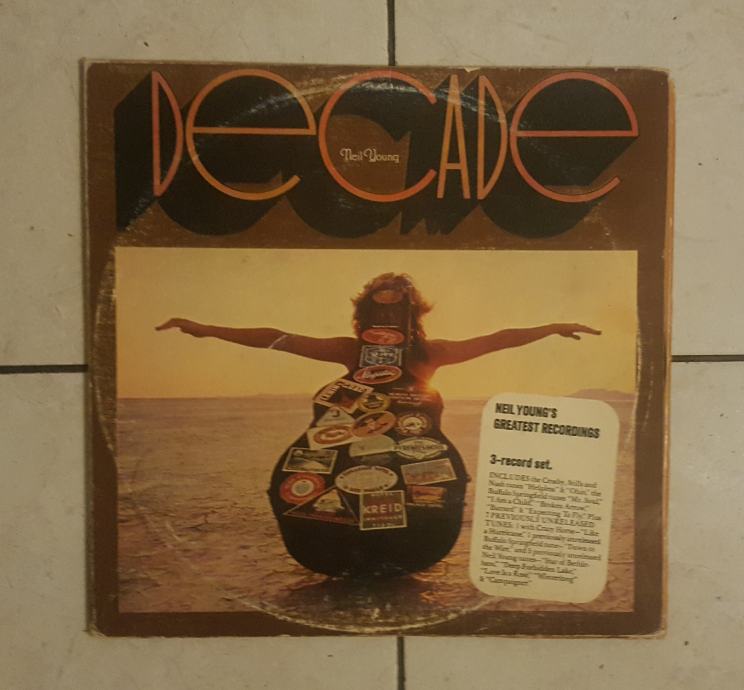 DeCADe
Neil Young
NEIL YOUNG'S
GREATEST RECORDINGS
3-record set.
INCLUDES the Crosby, Stills and
Nash tunes "Helpless" & "Ohio," the
Buffalo Springfield tunes "Mr. Soul,"
"I Am a Child," "Broken Arrow,"
"Burned" & "Expecting To Fly." Plus
7 PREVIOUSLY UNRELEASED
TUNES: 1 with Crazy Horse—"Like
a Hurricane," 1 previously unreleased
Buffalo Springfield tune—"Down to
the Wire," and 5 previously unreleased
Neil Young tunes—"Star of Bethle-
hem," "Deep Forbidden Lake,"
"Love Is a Rose," "Winterlong"
& "Campaigner."
HOTEL
KREID